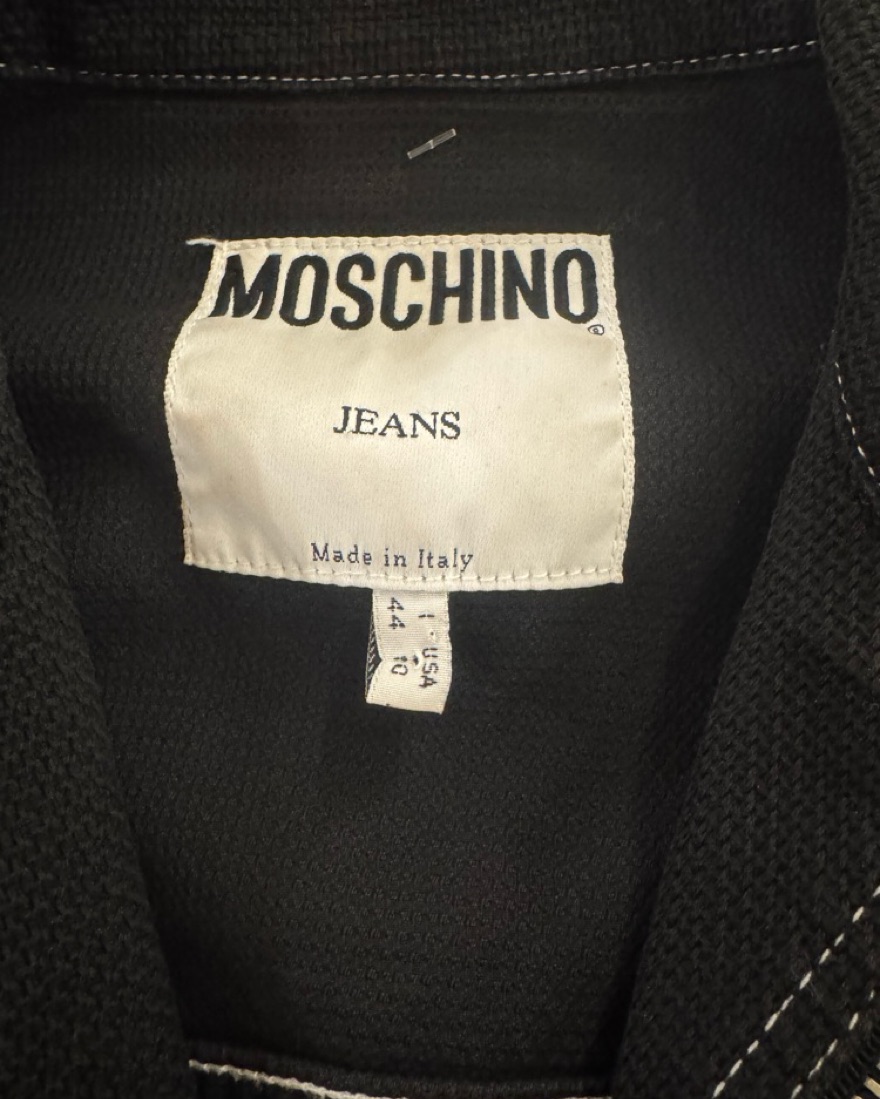 MOSCHINO
®
JEANS
Made in Italy
I USA
44 10